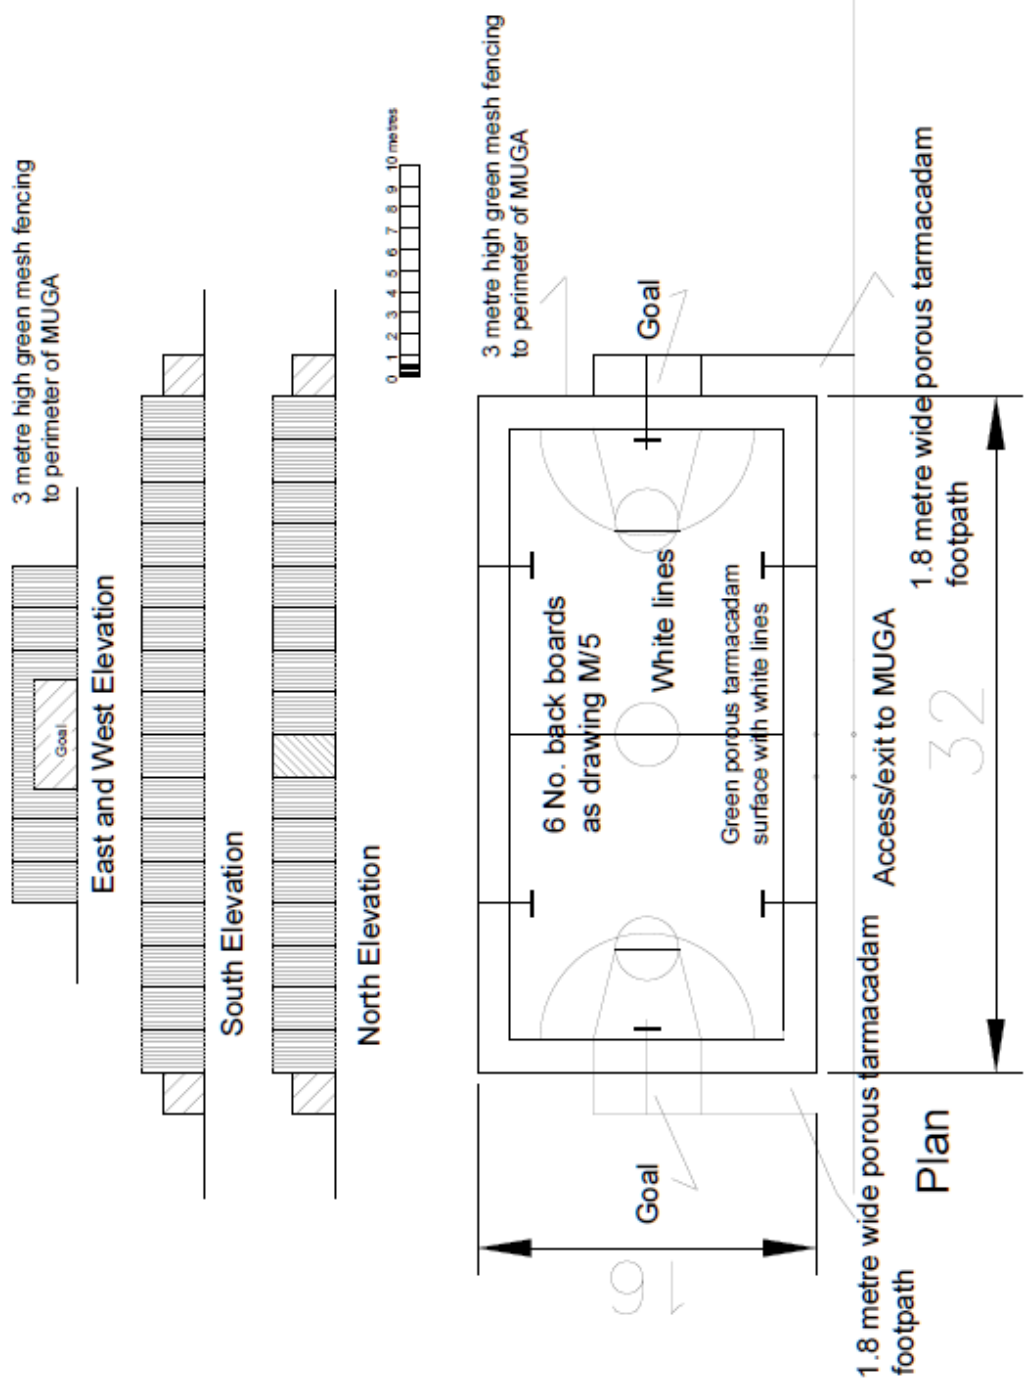 3 metre high green mesh fencing
to perimeter of MUGA
Goal
East and West Elevation
South Elevation
North Elevation
0 1 2 3 4 5 6 7 8 9 10 metres
3 metre high green mesh fencing
to perimeter of MUGA
Goal
6 No. back boards
as drawing M/5
White lines
Green porous tarmacadam
surface with white lines
Goal
16
Access/exit to MUGA
1.8 metre wide porous tarmacadam
footpath
1.8 metre wide porous tarmacadam
footpath
32
Plan